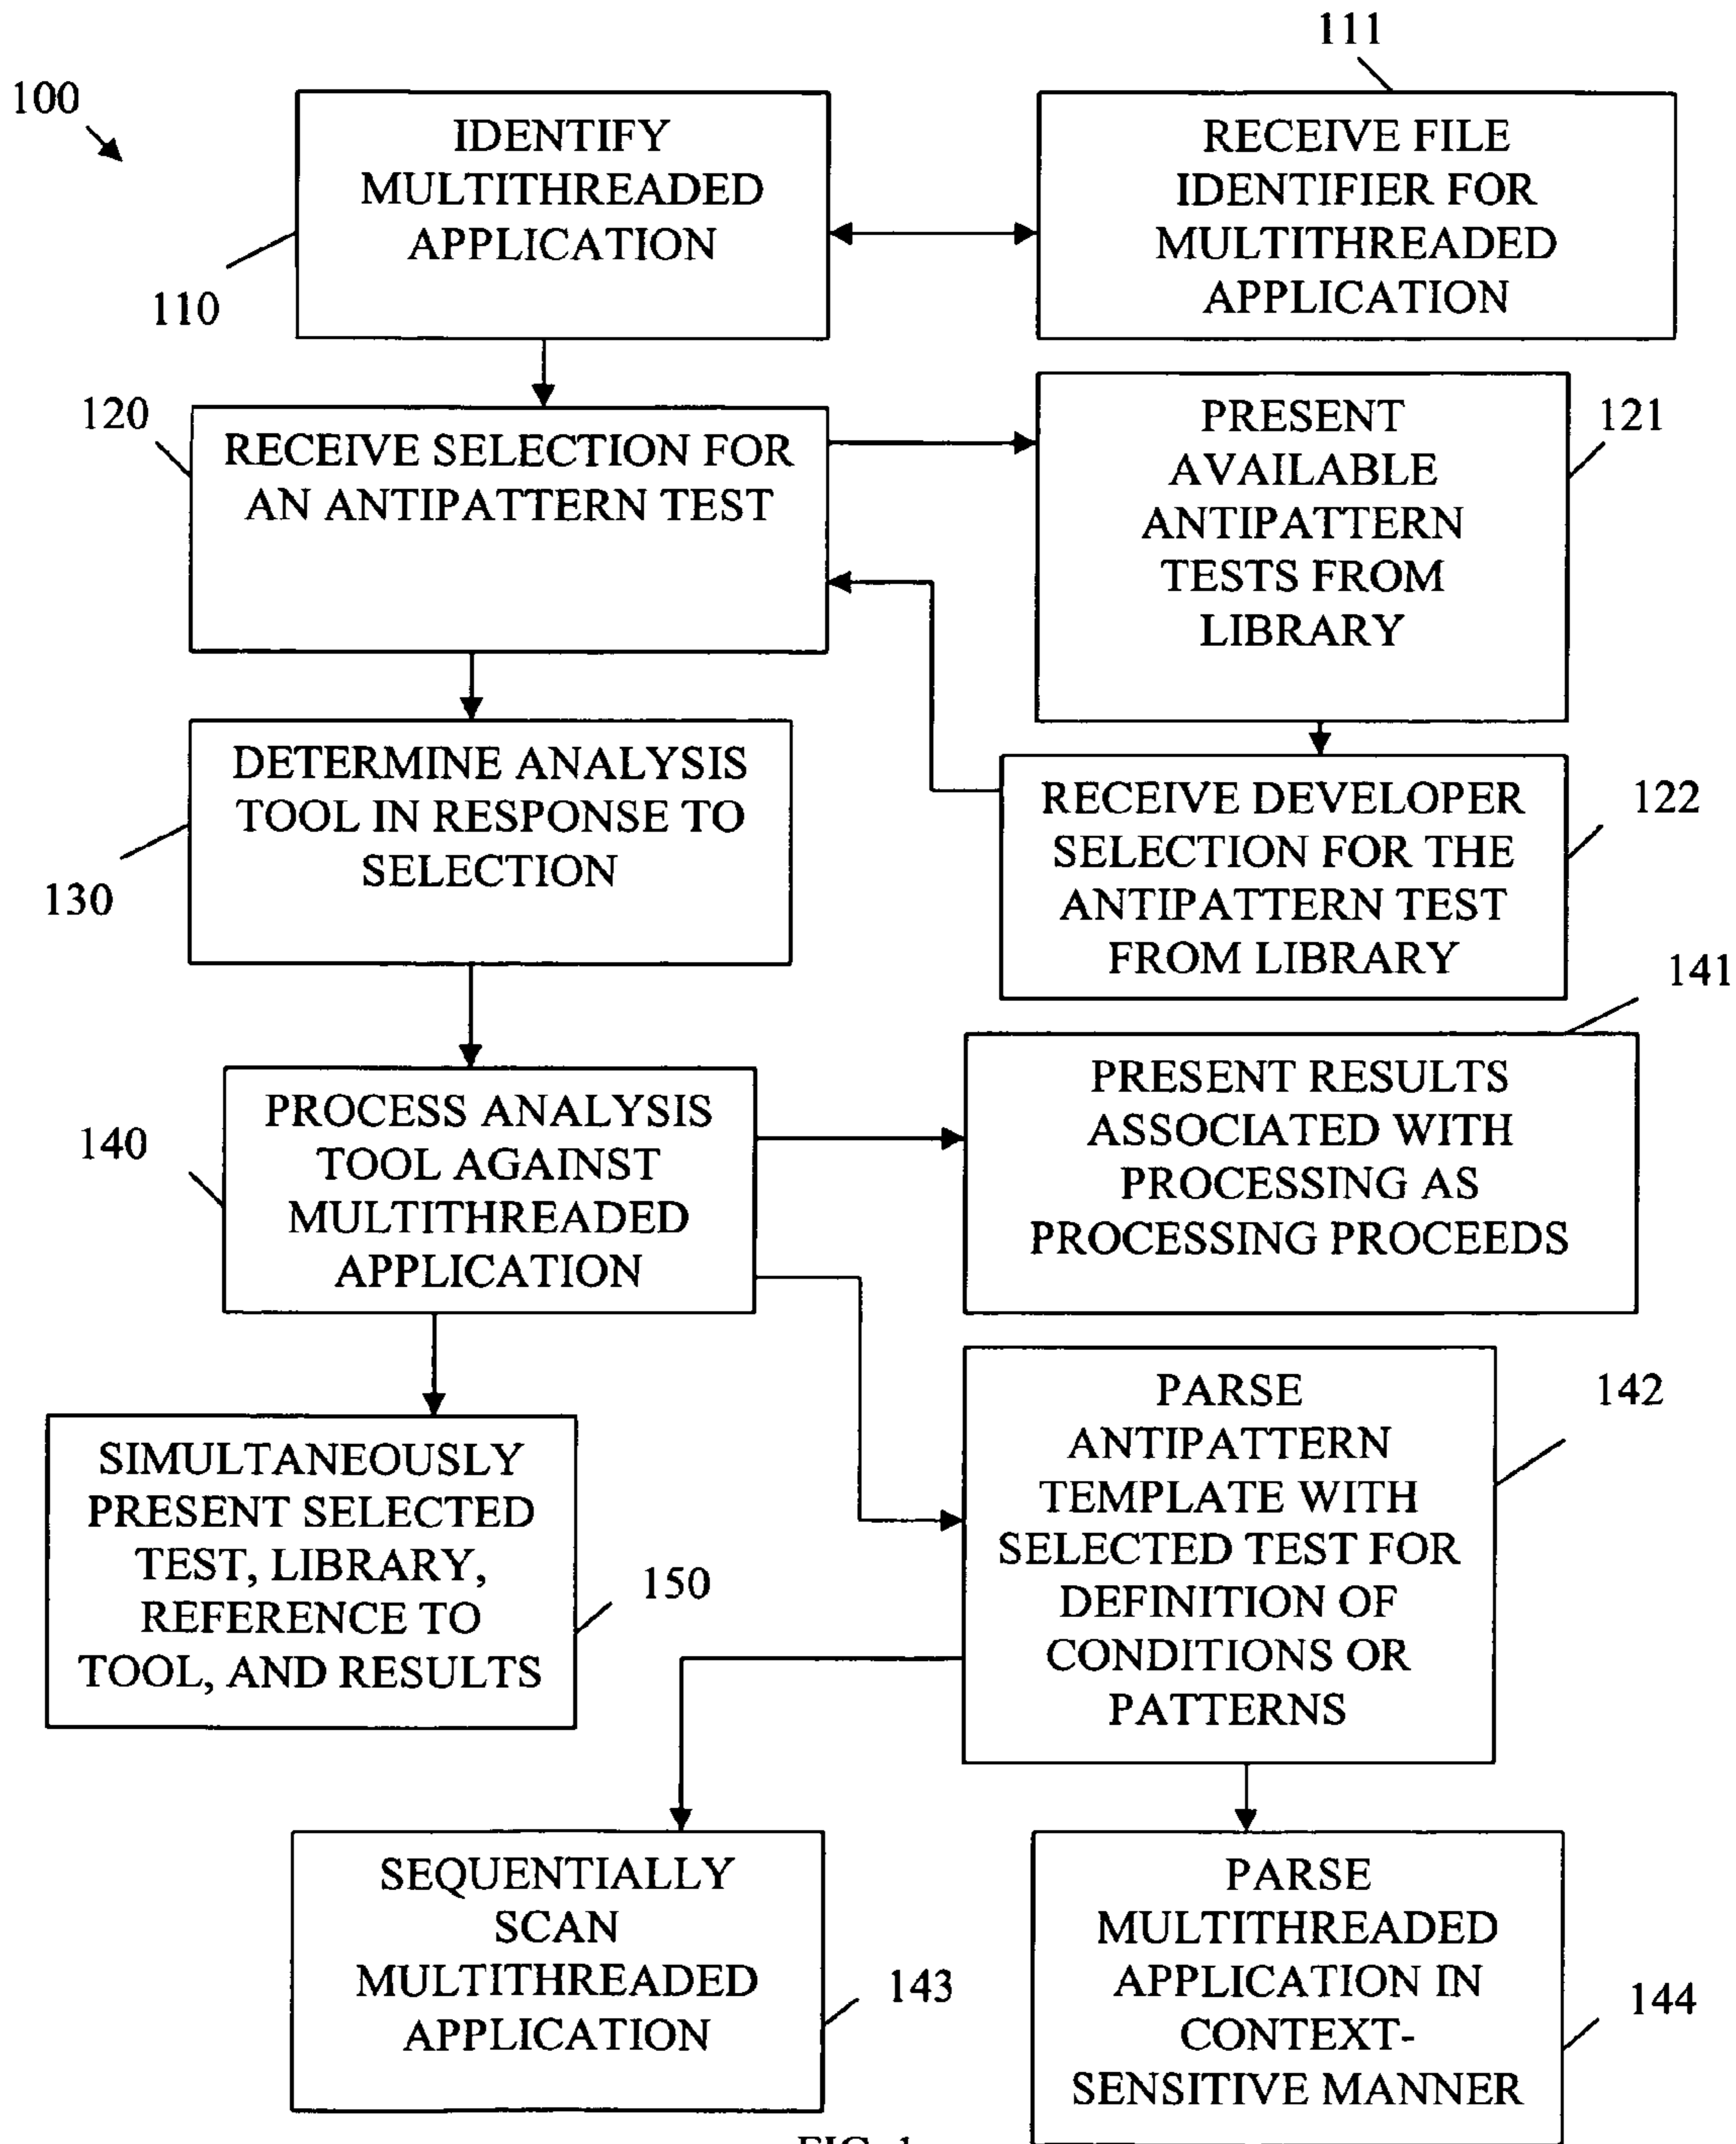 111
100
IDENTIFY
MULTITHREADED
APPLICATION
110
RECEIVE FILE
IDENTIFIER FOR
MULTITHREADED
APPLICATION
120
RECEIVE SELECTION FOR
AN ANTIPATTERN TEST
PRESENT
AVAILABLE
ANTIPATTERN
TESTS FROM
LIBRARY
121
DETERMINE ANALYSIS
TOOL IN RESPONSE TO
SELECTION
130
RECEIVE DEVELOPER
SELECTION FOR THE
ANTIPATTERN TEST
FROM LIBRARY
122
141
PROCESS ANALYSIS
TOOL AGAINST
MULTITHREADED
APPLICATION
140
PRESENT RESULTS
ASSOCIATED WITH
PROCESSING AS
PROCESSING PROCEEDS
SIMULTANEOUSLY
PRESENT SELECTED
TEST, LIBRARY,
REFERENCE TO
TOOL, AND RESULTS
150
PARSE
ANTIPATTERN
TEMPLATE WITH
SELECTED TEST FOR
DEFINITION OF
CONDITIONS OR
PATTERNS
142
SEQUENTIALLY
SCAN
MULTITHREADED
APPLICATION
143
PARSE
MULTITHREADED
APPLICATION IN
CONTEXT-
SENSITIVE MANNER
144